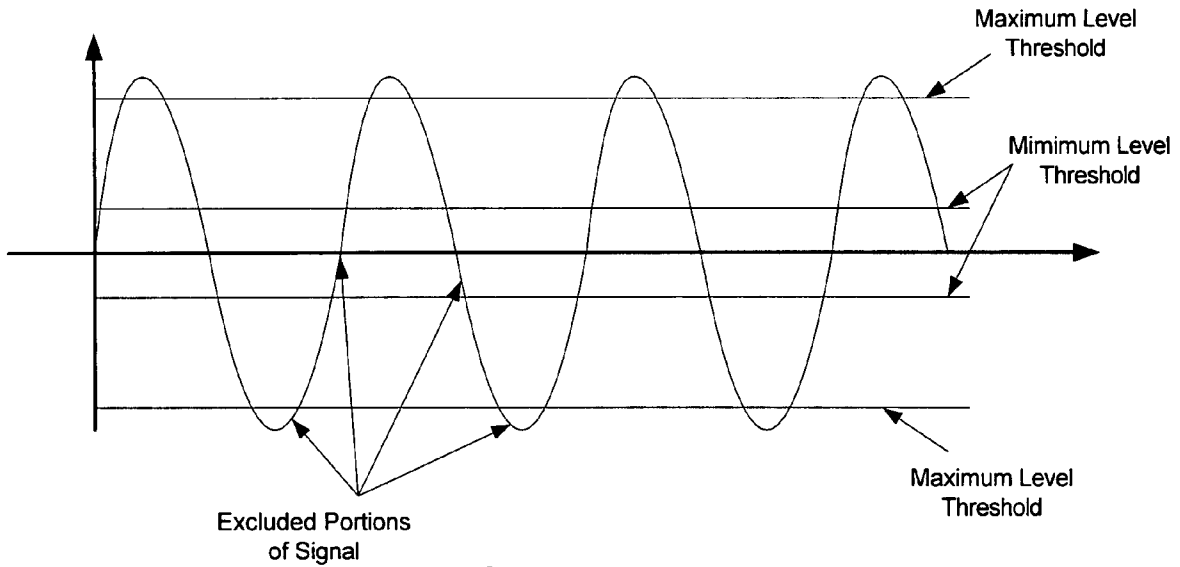 Maximum Level
Threshold
Mimimum Level
Threshold
Maximum Level
Threshold
Excluded Portions
of Signal